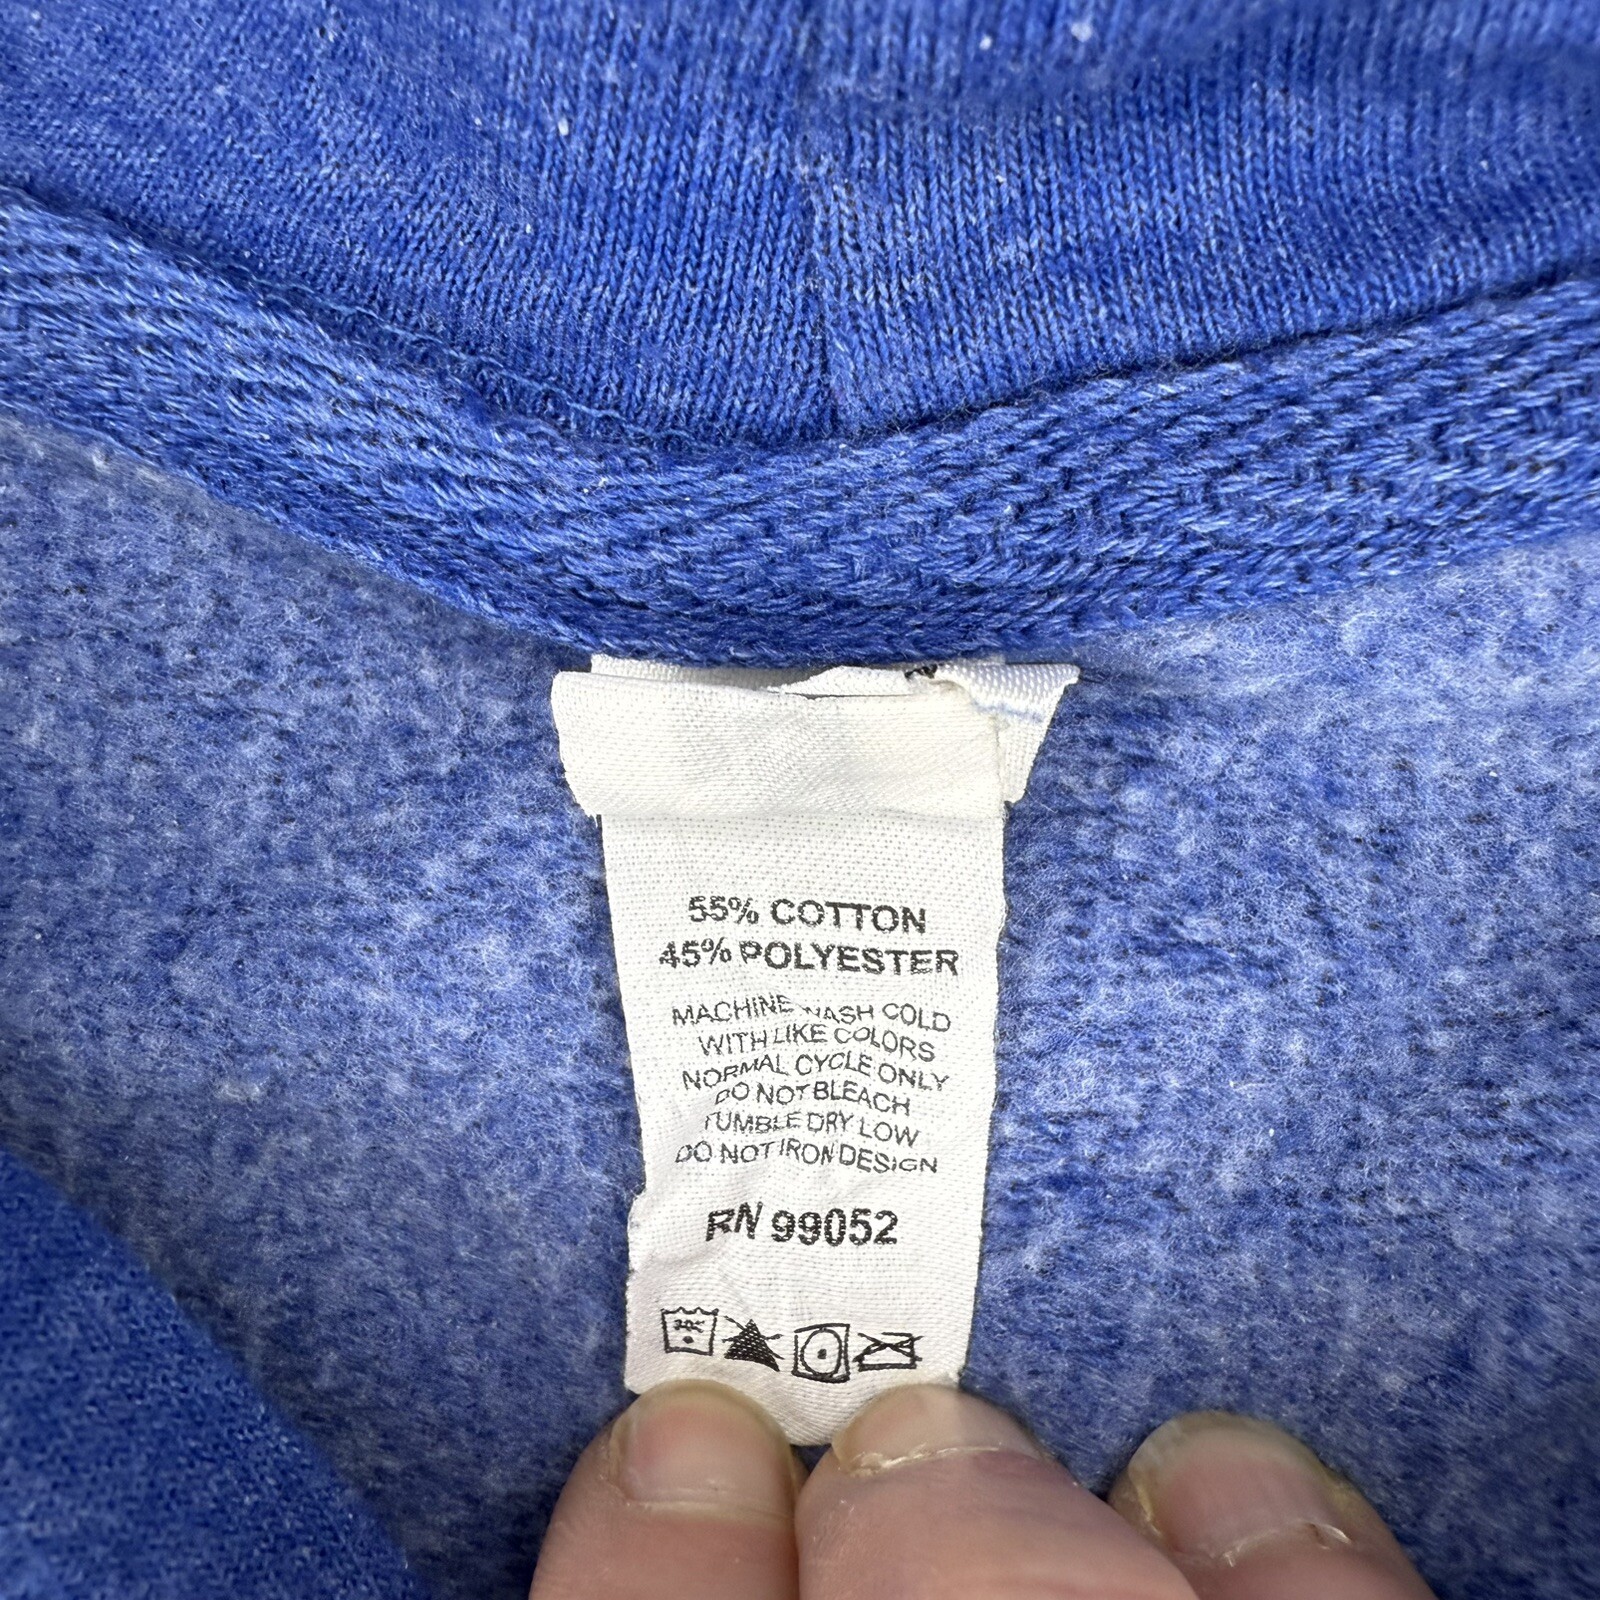 55% COTTON
45% POLYESTER
MACHINE WASH COLD
WITH LIKE COLORS
NORMAL CYCLE ONLY
DO NOT BLEACH
TUMBLE DRY LOW
DO NOT IRON DESIGN
RN 99052